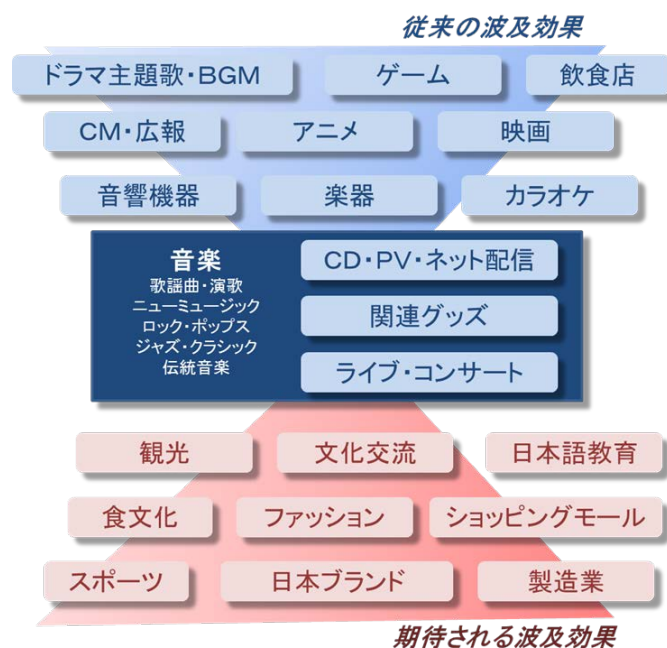 従来の波及効果
ドラマ主題歌・BGM
ゲーム
飲食店
CM・広報
アニメ
映画
音響機器
楽器
カラオケ
音楽
歌謡曲・演歌
ニューミュージック
ロック・ポップス
ジャズ・クラシック
伝統音楽
CD・PV・ネット配信
関連グッズ
ライブ・コンサート
観光
文化交流
日本語教育
食文化
ファッション
ショッピングモール
スポーツ
日本ブランド
製造業
期待される波及効果